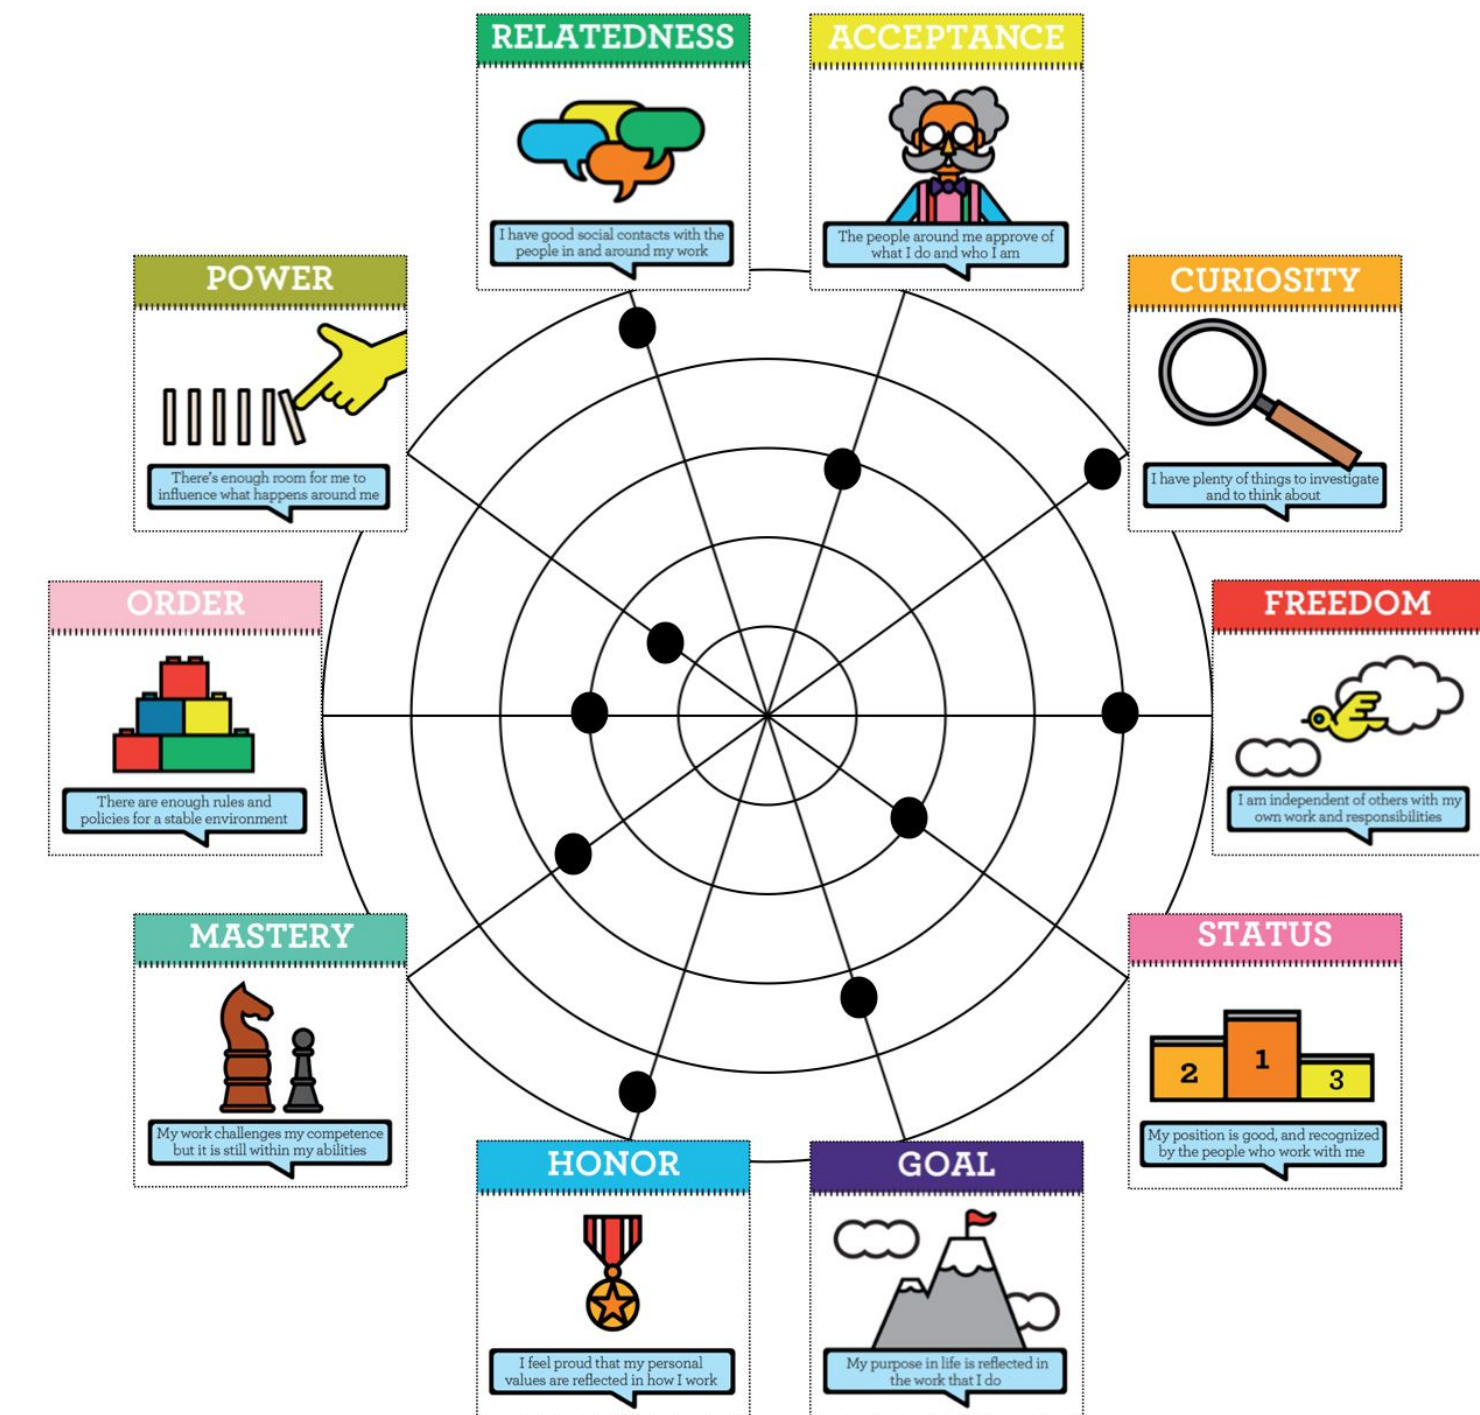 RELATEDNESS
I have good social contacts with the
people in and around my work
ACCEPTANCE
The people around me approve of
what I do and who I am
POWER
There's enough room for me to
influence what happens around me
CURIOSITY
I have plenty of things to investigate
and to think about
ORDER
There are enough rules and
policies for a stable environment
FREEDOM
I am independent of others with my
own work and responsibilities
MASTERY
My work challenges my competence
but it is still within my abilities
STATUS
2
1
3
My position is good, and recognized
by the people who work with me
HONOR
I feel proud that my personal
values are reflected in how I work
GOAL
My purpose in life is reflected in
the work that I do